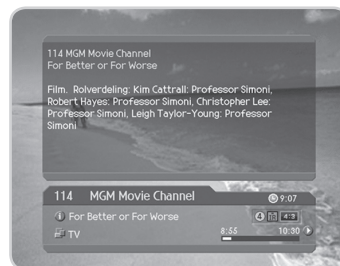 114 MGM Movie Channel
For Better or For Worse
Film. Rolverdeling: Kim Cattrall: Professor Simoni,
Robert Hayes: Professor Simoni, Christopher Lee:
Professor Simoni, Leigh Taylor-Young: Professor
Simoni
114 MGM Movie Channel 9:07
For Better or For Worse 4:3
TV 8:55 10:30